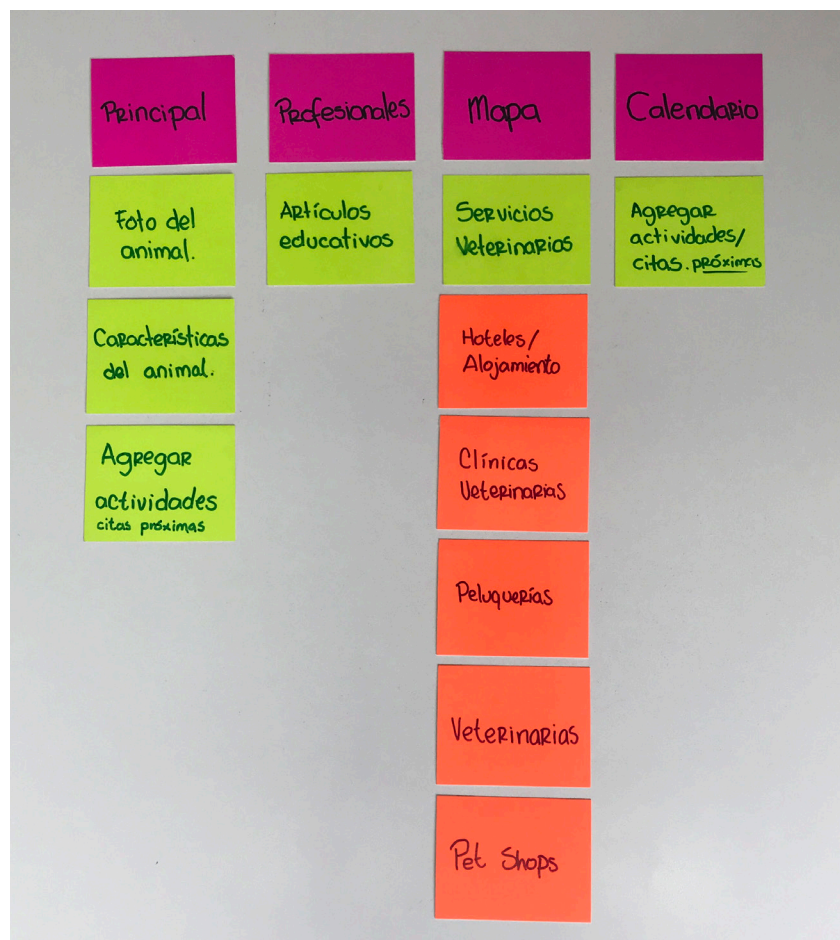 Principal
Profesionales
Mapa
Calendario
Foto del
animal.
Artículos
educativos
Servicios
Veterinarios
Agregar
actividades/
citas. próximas
Características
del animal.
Hoteles/
Alojamiento
Agregar
actividades
citas próximas
Clínicas
Veterinarias
Peluquerías
Veterinarias
Pet Shops